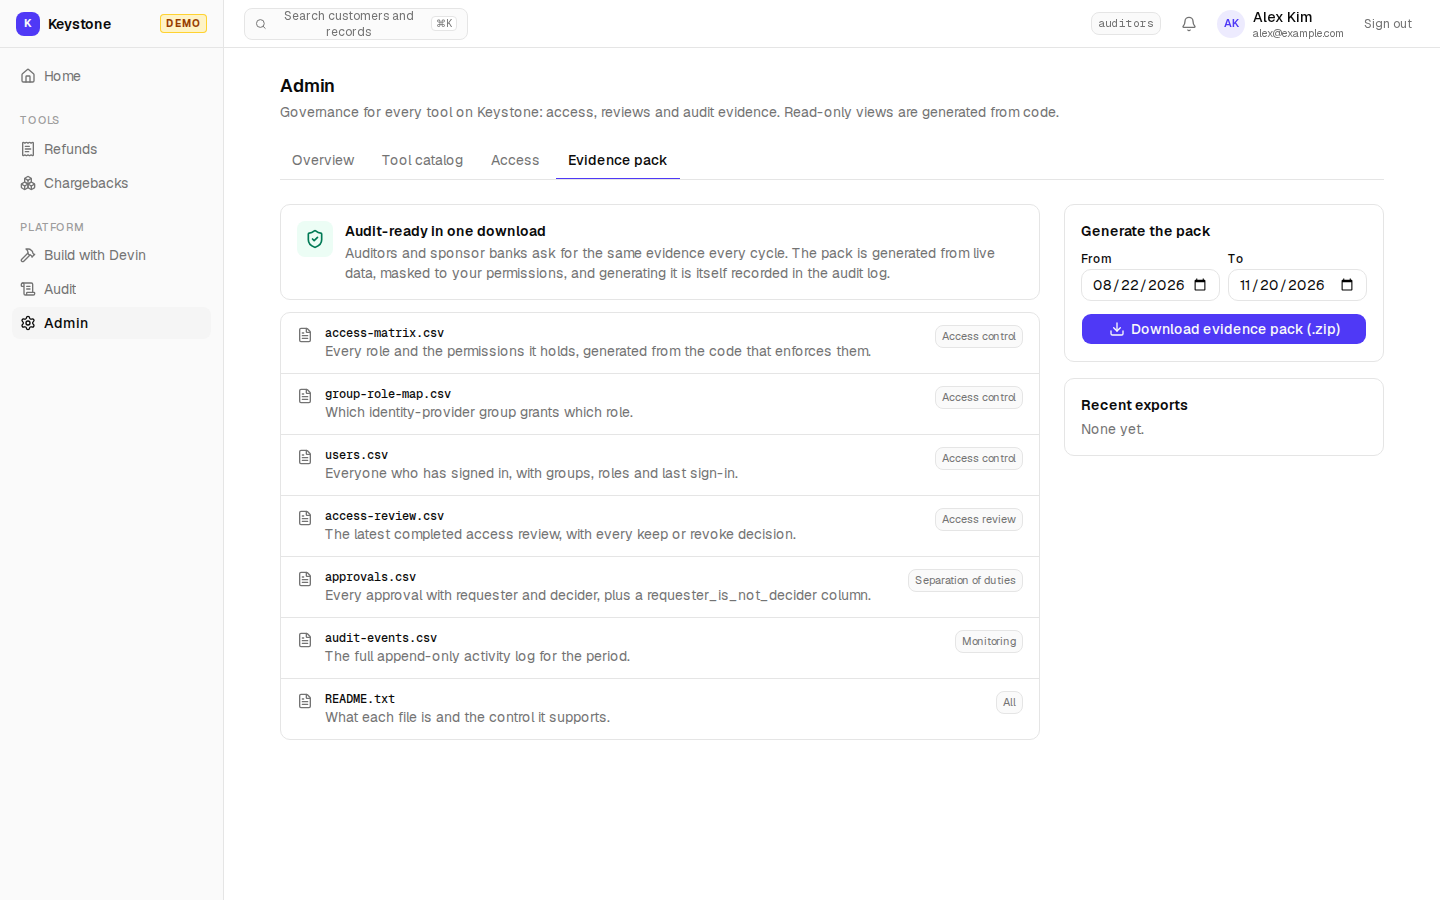 K Keystone DEMO
Search customers and records ⌘K
auditors
AK
Alex Kim
alex@example.com
Sign out
Home
TOOLS
Refunds
Chargebacks
PLATFORM
Build with Devin
Audit
Admin
Admin
Governance for every tool on Keystone: access, reviews and audit evidence. Read-only views are generated from code.
Overview Tool catalog Access Evidence pack
Audit-ready in one download
Auditors and sponsor banks ask for the same evidence every cycle. The pack is generated from live
data, masked to your permissions, and generating it is itself recorded in the audit log.
access-matrix.csv
Every role and the permissions it holds, generated from the code that enforces them.
Access control
group-role-map.csv
Which identity-provider group grants which role.
Access control
users.csv
Everyone who has signed in, with groups, roles and last sign-in.
Access control
access-review.csv
The latest completed access review, with every keep or revoke decision.
Access review
approvals.csv
Every approval with requester and decider, plus a requester_is_not_decider column.
Separation of duties
audit-events.csv
The full append-only activity log for the period.
Monitoring
README.txt
What each file is and the control it supports.
All
Generate the pack
From To
08/22/2026 11/20/2026
Download evidence pack (.zip)
Recent exports
None yet.